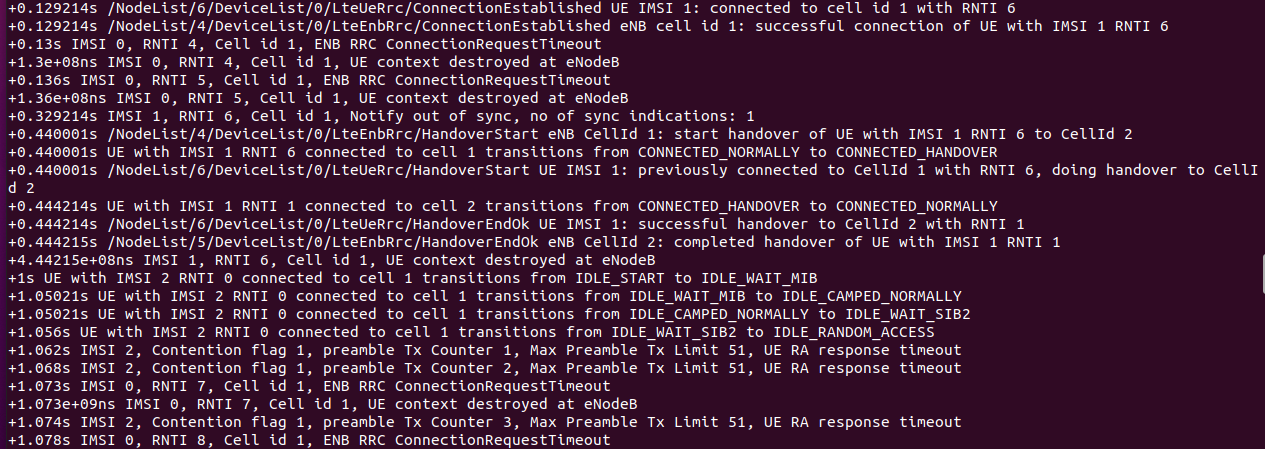 +0.129214s /NodeList/6/DeviceList/0/LteUeRrc/ConnectionEstablished UE IMSI 1: connected to cell id 1 with RNTI 6
+0.129214s /NodeList/4/DeviceList/0/LteEnbRrc/ConnectionEstablished eNB cell id 1: successful connection of UE with IMSI 1 RNTI 6
+0.13s IMSI 0, RNTI 4, Cell id 1, ENB RRC ConnectionRequestTimeout
+1.3e+08ns IMSI 0, RNTI 4, Cell id 1, UE context destroyed at eNodeB
+0.136s IMSI 0, RNTI 5, Cell id 1, ENB RRC ConnectionRequestTimeout
+1.36e+08ns IMSI 0, RNTI 5, Cell id 1, UE context destroyed at eNodeB
+0.329214s IMSI 1, RNTI 6, Cell id 1, Notify out of sync, no of sync indications: 1
+0.440001s /NodeList/4/DeviceList/0/LteEnbRrc/HandoverStart eNB CellId 1: start handover of UE with IMSI 1 RNTI 6 to CellId 2
+0.440001s UE with IMSI 1 RNTI 6 connected to cell 1 transitions from CONNECTED_NORMALLY to CONNECTED_HANDOVER
+0.440001s /NodeList/6/DeviceList/0/LteUeRrc/HandoverStart UE IMSI 1: previously connected to CellId 1 with RNTI 6, doing handover to CellI
d 2
+0.444214s UE with IMSI 1 RNTI 1 connected to cell 2 transitions from CONNECTED_HANDOVER to CONNECTED_NORMALLY
+0.444214s /NodeList/6/DeviceList/0/LteUeRrc/HandoverEndOk UE IMSI 1: successful handover to CellId 2 with RNTI 1
+0.444215s /NodeList/5/DeviceList/0/LteEnbRrc/HandoverEndOk eNB CellId 2: completed handover of UE with IMSI 1 RNTI 1
+4.44215e+08ns IMSI 1, RNTI 6, Cell id 1, UE context destroyed at eNodeB
+1s UE with IMSI 2 RNTI 0 connected to cell 1 transitions from IDLE_START to IDLE_WAIT_MIB
+1.05021s UE with IMSI 2 RNTI 0 connected to cell 1 transitions from IDLE_WAIT_MIB to IDLE_CAMPED_NORMALLY
+1.05021s UE with IMSI 2 RNTI 0 connected to cell 1 transitions from IDLE_CAMPED_NORMALLY to IDLE_WAIT_SIB2
+1.056s UE with IMSI 2 RNTI 0 connected to cell 1 transitions from IDLE_WAIT_SIB2 to IDLE_RANDOM_ACCESS
+1.062s IMSI 2, Contention flag 1, preamble Tx Counter 1, Max Preamble Tx Limit 51, UE RA response timeout
+1.068s IMSI 2, Contention flag 1, preamble Tx Counter 2, Max Preamble Tx Limit 51, UE RA response timeout
+1.073s IMSI 0, RNTI 7, Cell id 1, ENB RRC ConnectionRequestTimeout
+1.073e+09ns IMSI 0, RNTI 7, Cell id 1, UE context destroyed at eNodeB
+1.074s IMSI 2, Contention flag 1, preamble Tx Counter 3, Max Preamble Tx Limit 51, UE RA response timeout
+1.078s IMSI 0, RNTI 8, Cell id 1, ENB RRC ConnectionRequestTimeout